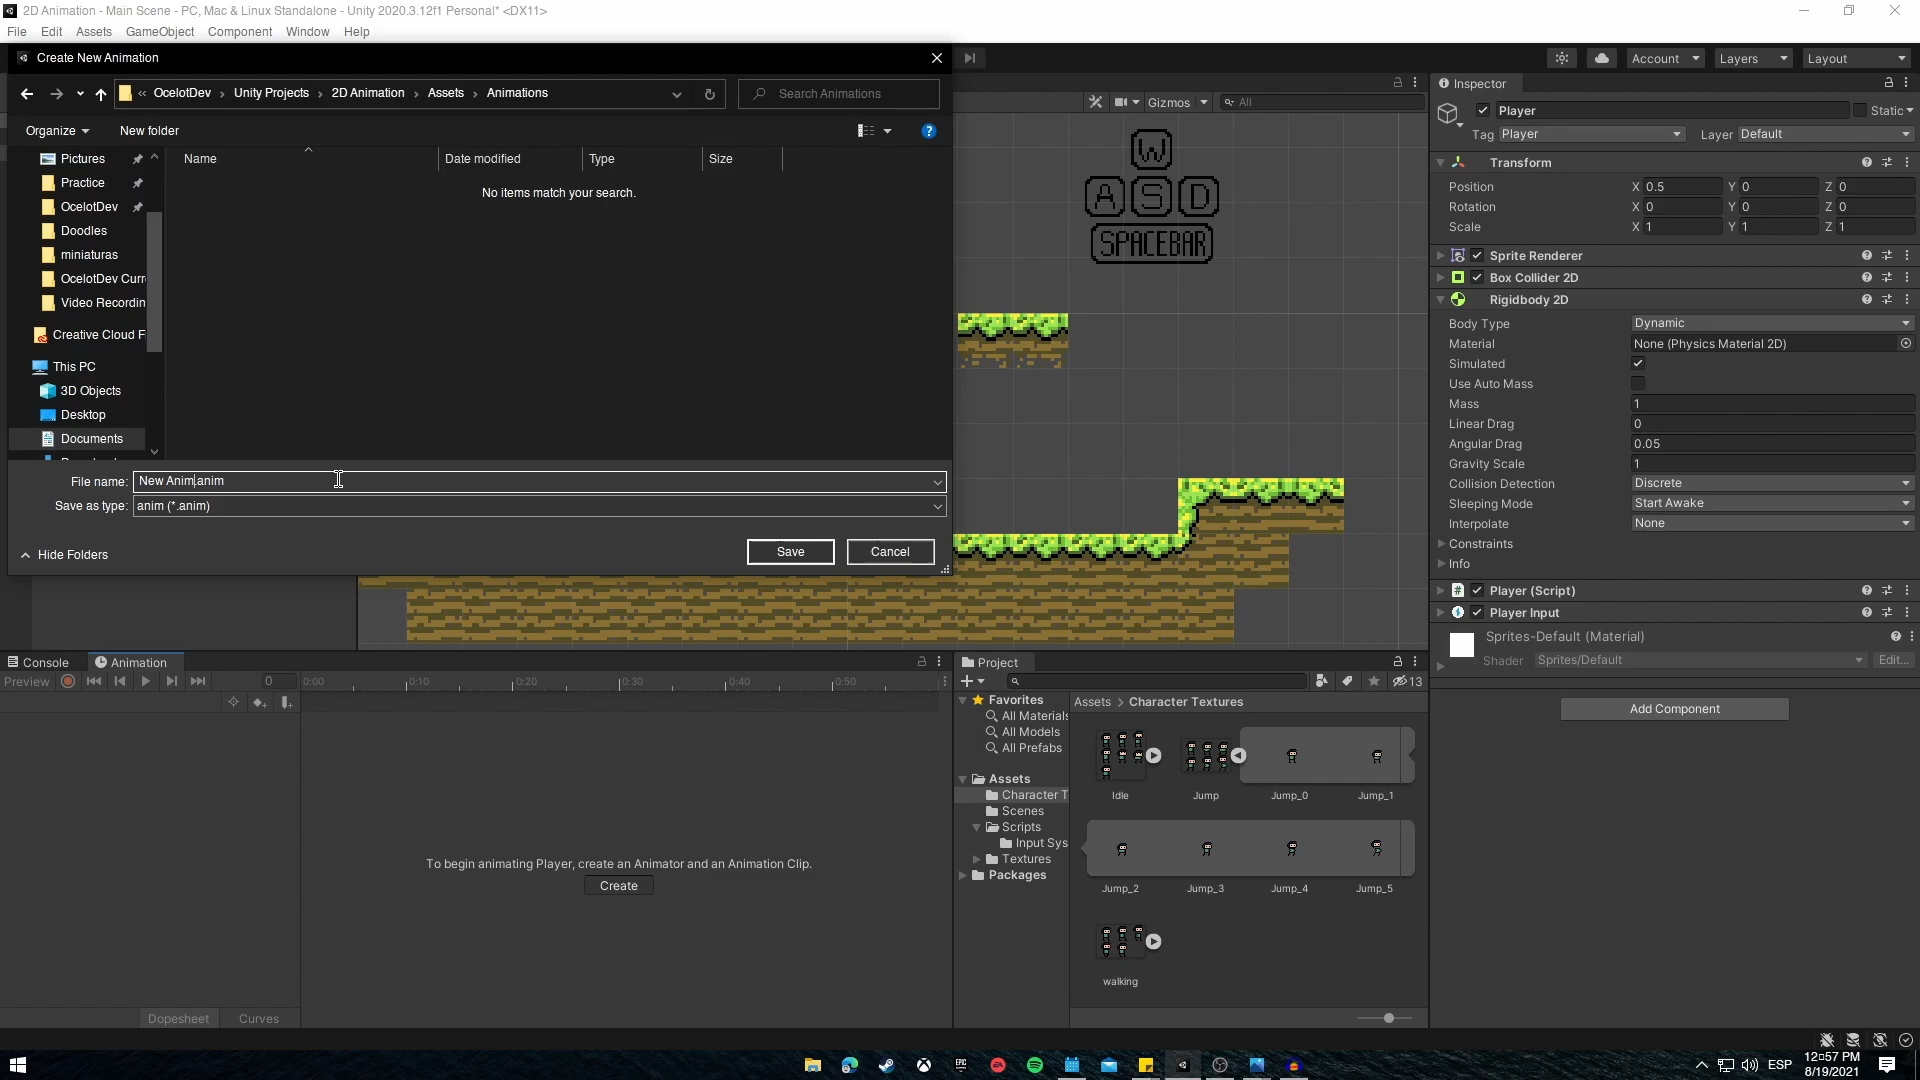 2D Animation - Main Scene - PC, Mac & Linux Standalone - Unity 2020.3.12f1 Personal* <DX11>
File Edit Assets GameObject Component Window Help
Create New Animation
Account Layers Layout
« OcelotDev › Unity Projects › 2D Animation › Assets › Animations
Search Animations
Organize New folder
Name Date modified Type Size
No items match your search.
Pictures
Practice
OcelotDev
Doodles
miniaturas
OcelotDev Curr
Video Recordin
Creative Cloud F
This PC
3D Objects
Desktop
Documents
File name: New Anim.anim
Save as type: anim (*.anim)
Hide Folders
Save Cancel
Gizmos All
W
A S D
SPACEBAR
Inspector
Player Static
Tag Player Layer Default
Transform
Position X 0.5 Y 0 Z 0
Rotation X 0 Y 0 Z 0
Scale X 1 Y 1 Z 1
Sprite Renderer
Box Collider 2D
Rigidbody 2D
Body Type Dynamic
Material None (Physics Material 2D)
Simulated
Use Auto Mass
Mass 1
Linear Drag 0
Angular Drag 0.05
Gravity Scale 1
Collision Detection Discrete
Sleeping Mode Start Awake
Interpolate None
Constraints
Info
Player (Script)
Player Input
Sprites-Default (Material)
Shader Sprites/Default Edit...
Add Component
Console Animation
Preview 0 0:00 0:10 0:20 0:30 0:40 0:50
To begin animating Player, create an Animator and an Animation Clip.
Create
Dopesheet Curves
Project
13
Favorites
All Materials
All Models
All Prefabs
Assets
Character T
Scenes
Scripts
Input Sys
Textures
Packages
Assets > Character Textures
Idle Jump Jump_0 Jump_1
Jump_2 Jump_3 Jump_4 Jump_5
walking
EPIC
ESP
12:57 PM
8/19/2021